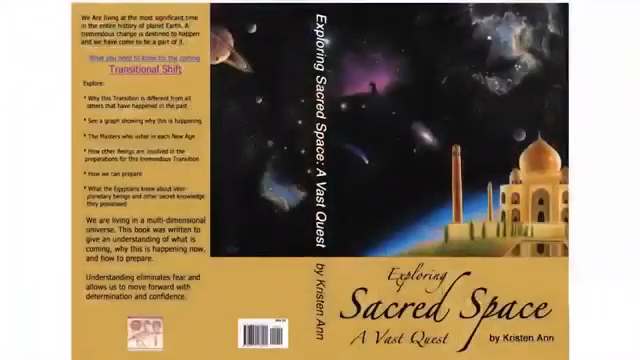 We Are living at the most significant time
in the entire history of planet Earth. A
tremendous change is destined to happen
and we have come to be a part of it.
What you need to know for the coming
Transitional Shift
Explore:
* Why this Transition is different from all
others that have happened in the past
* See a graph showing why this is happening
* The Masters who usher in each New Age
* How other Beings are involved in the
preparations for this tremendous Transition
* How we can prepare
* What the Egyptians knew about inter-
planetary beings and other secret knowledge
they possessed
We are living in a multi-dimensional
universe. This book was written to
give an understanding of what is
coming, why this is happening now,
and how to prepare.
Understanding eliminates fear and
allows us to move forward with
determination and confidence.
Exploring Sacred Space: A Vast Quest by Kristen Ann
Exploring
Sacred Space
A Vast Quest
by Kristen Ann